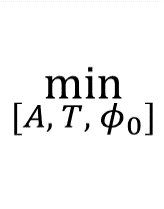 min
[A, T, ϕ₀]